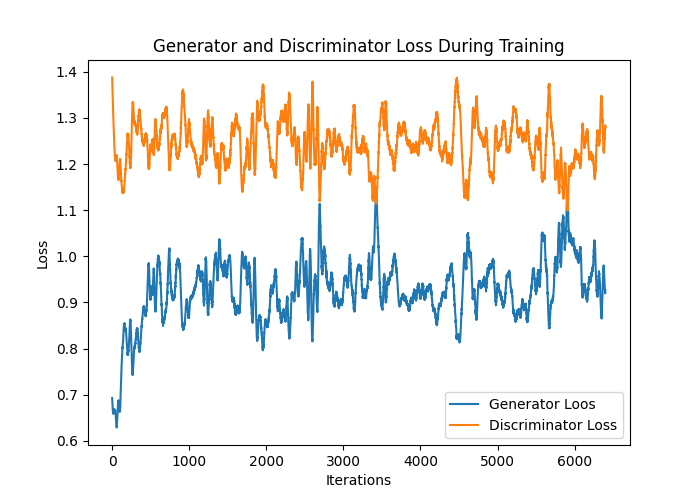 Generator and Discriminator Loss During Training
1.4
1.3
1.2
1.1
1.0
0.9
0.8
0.7
0.6
Loss
0 1000 2000 3000 4000 5000 6000
Iterations
Generator Loos
Discriminator Loss